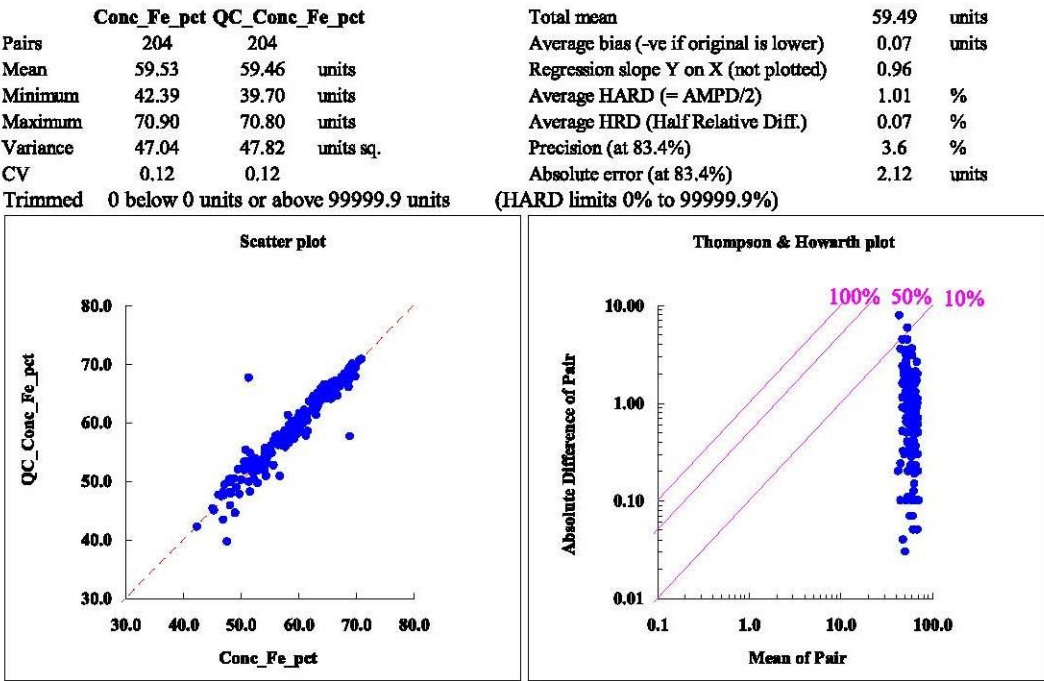 Conc_Fe_pct QC_Conc_Fe_pct
Pairs 204 204
Mean 59.53 59.46 units
Minimum 42.39 39.70 units
Maximum 70.90 70.80 units
Variance 47.04 47.82 units sq.
CV 0.12 0.12
Trimmed 0 below 0 units or above 99999.9 units (HARD limits 0% to 99999.9%)
Total mean 59.49 units
Average bias (-ve if original is lower) 0.07 units
Regression slope Y on X (not plotted) 0.96
Average HARD (= AMPD/2) 1.01 %
Average HRD (Half Relative Diff.) 0.07 %
Precision (at 83.4%) 3.6 %
Absolute error (at 83.4%) 2.12 units
Scatter plot
80.0
70.0
60.0
50.0
40.0
30.0
QC_Conc_Fe_pct
30.0 40.0 50.0 60.0 70.0 80.0
Conc_Fe_pct
Thompson & Howarth plot
100% 50% 10%
10.00
1.00
0.10
0.01
Absolute Difference of Pair
0.1 1.0 10.0 100.0
Mean of Pair